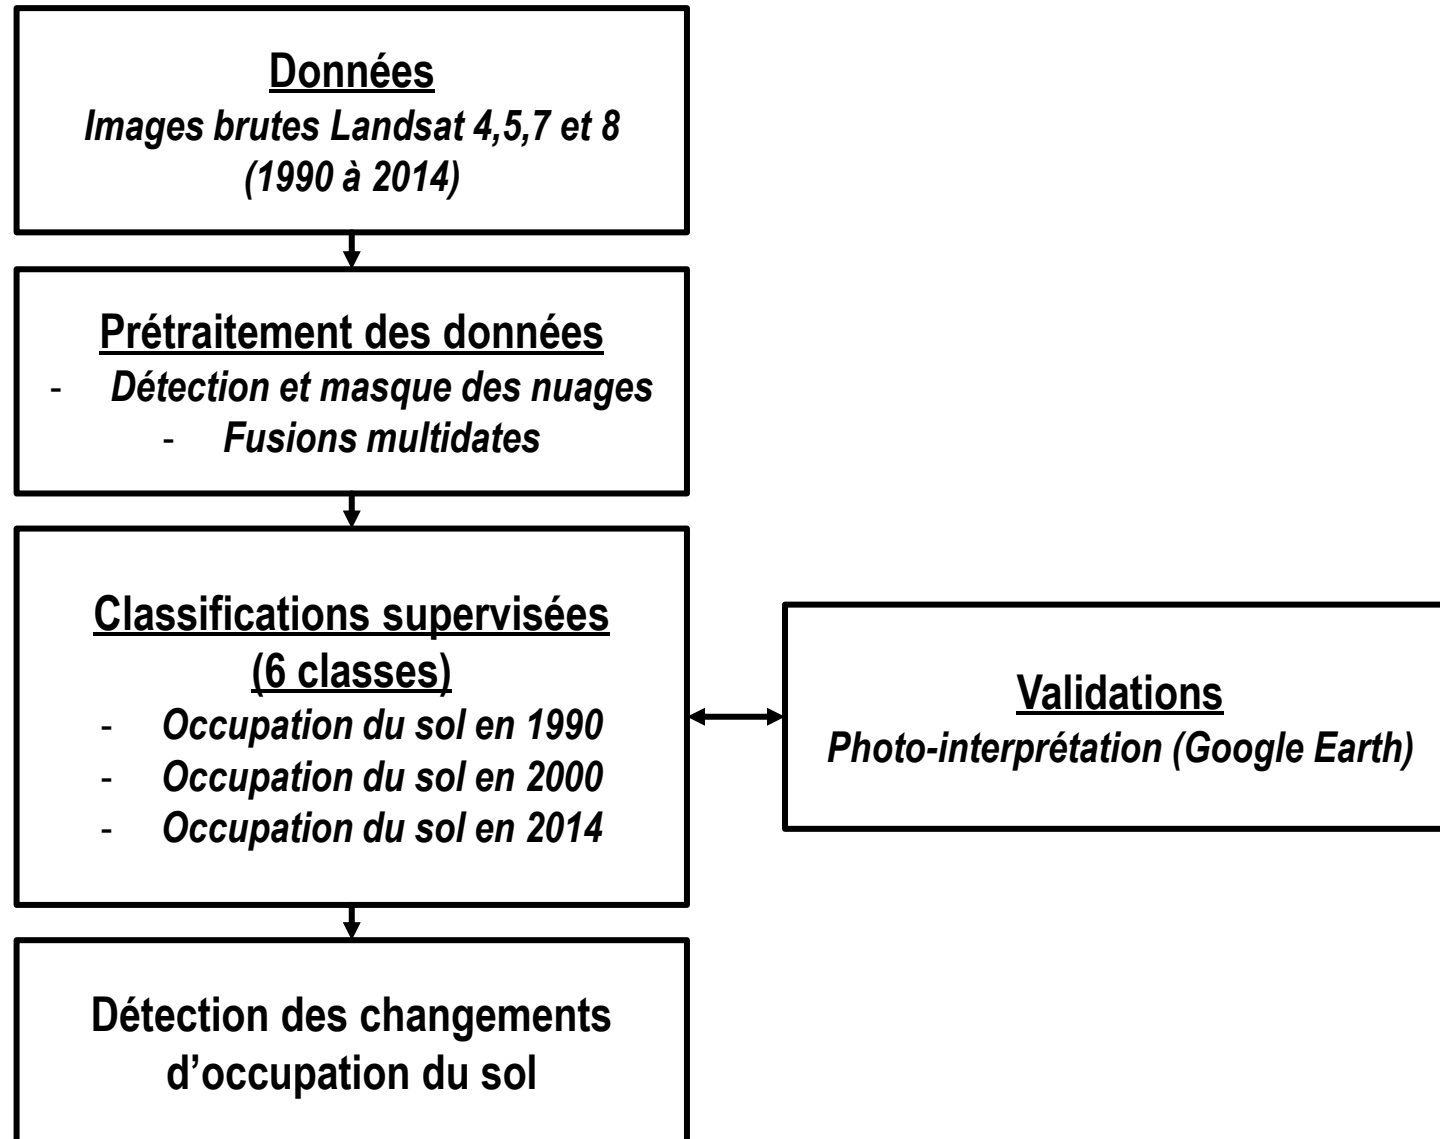 Données
Images brutes Landsat 4,5,7 et 8
(1990 à 2014)
Prétraitement des données
- Détection et masque des nuages
- Fusions multidates
Classifications supervisées
(6 classes)
- Occupation du sol en 1990
- Occupation du sol en 2000
- Occupation du sol en 2014
Validations
Photo-interprétation (Google Earth)
Détection des changements
d’occupation du sol